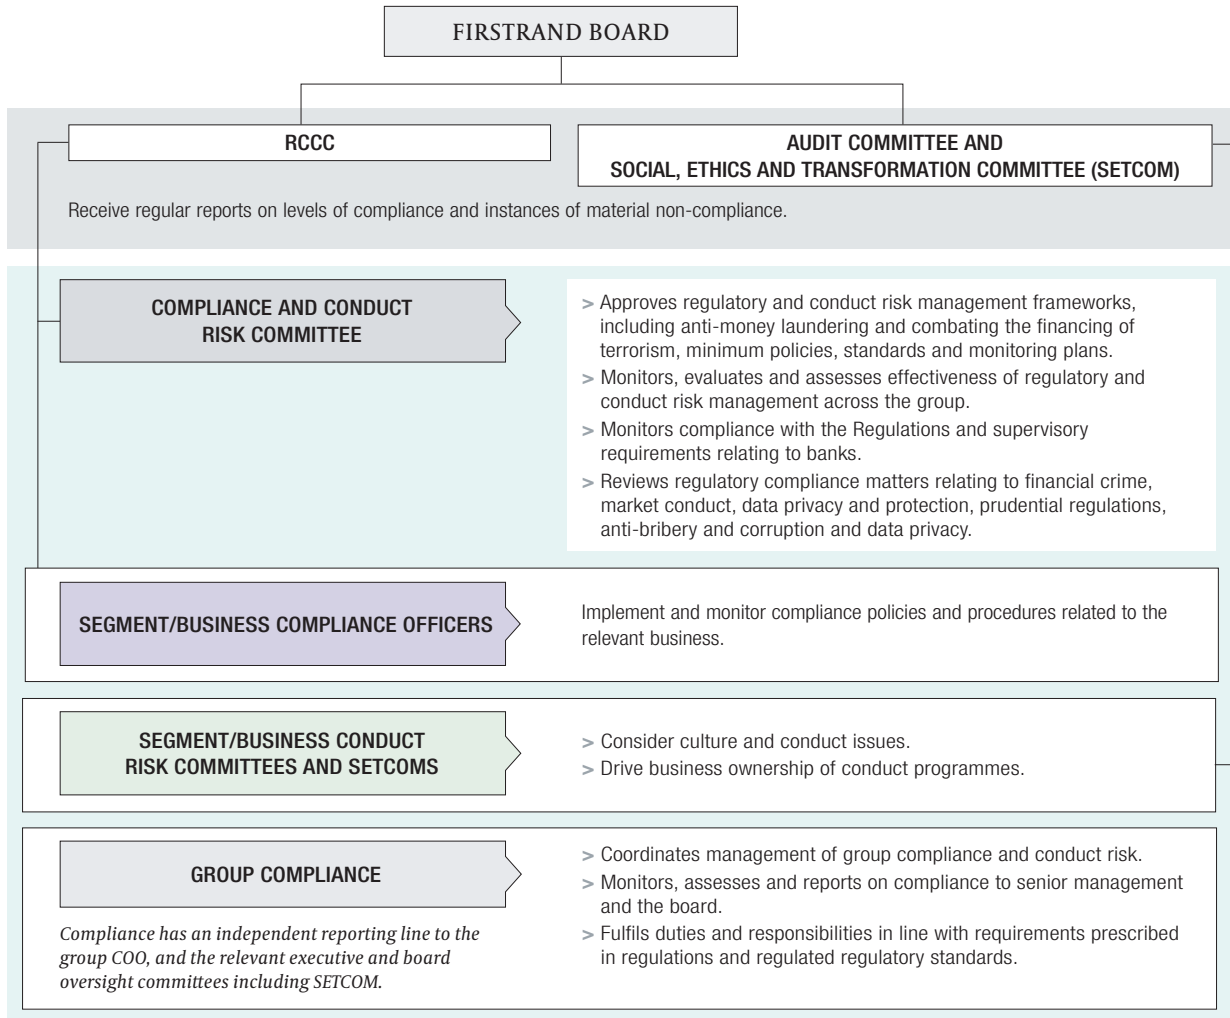 FIRSTRAND BOARD
RCCC
AUDIT COMMITTEE AND
SOCIAL, ETHICS AND TRANSFORMATION COMMITTEE (SETCOM)
Receive regular reports on levels of compliance and instances of material non-compliance.
COMPLIANCE AND CONDUCT
RISK COMMITTEE
> Approves regulatory and conduct risk management frameworks,
including anti-money laundering and combating the financing of
terrorism, minimum policies, standards and monitoring plans.
> Monitors, evaluates and assesses effectiveness of regulatory and
conduct risk management across the group.
> Monitors compliance with the Regulations and supervisory
requirements relating to banks.
> Reviews regulatory compliance matters relating to financial crime,
market conduct, data privacy and protection, prudential regulations,
anti-bribery and corruption and data privacy.
SEGMENT/BUSINESS COMPLIANCE OFFICERS
Implement and monitor compliance policies and procedures related to the
relevant business.
SEGMENT/BUSINESS CONDUCT
RISK COMMITTEES AND SETCOMS
> Consider culture and conduct issues.
> Drive business ownership of conduct programmes.
GROUP COMPLIANCE
Compliance has an independent reporting line to the
group COO, and the relevant executive and board
oversight committees including SETCOM.
> Coordinates management of group compliance and conduct risk.
> Monitors, assesses and reports on compliance to senior management
and the board.
> Fulfils duties and responsibilities in line with requirements prescribed
in regulations and regulated regulatory standards.